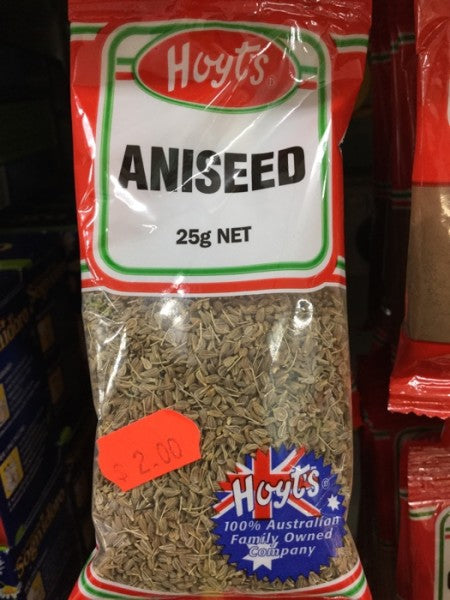 Hoyts
ANISEED
25g NET
$2.00
Hoyts
100% Australian
Family Owned
Company